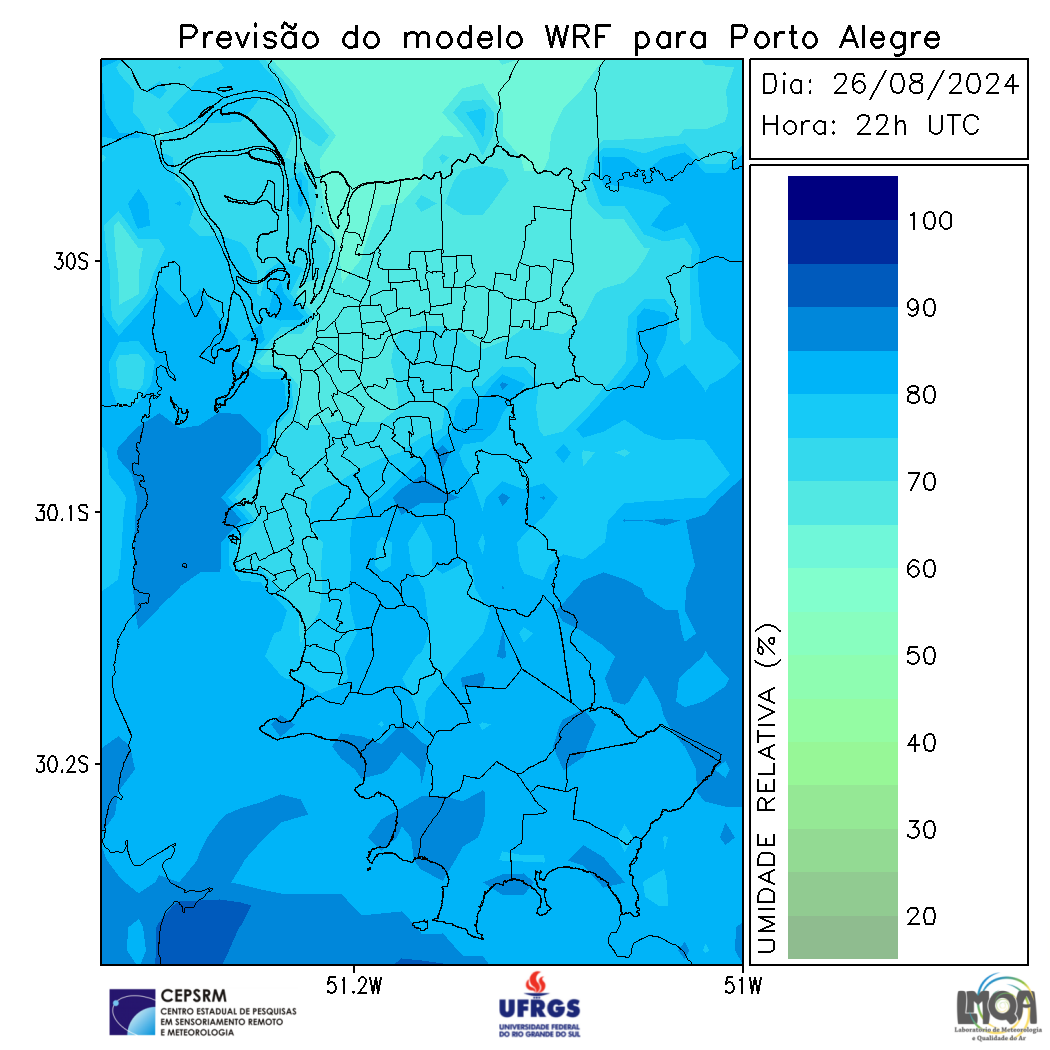 Previsão do modelo WRF para Porto Alegre
Dia: 26/08/2024
Hora: 22h UTC
30S
30.1S
30.2S
51.2W
51W
100
90
80
70
60
50
40
30
20
UMIDADE RELATIVA (%)
CEPSRM
CENTRO ESTADUAL DE PESQUISAS
EM SENSORIAMENTO REMOTO
E METEOROLOGIA
UFRGS
UNIVERSIDADE FEDERAL
DO RIO GRANDE DO SUL
LMQA
Laboratório de Meteorologia
e Qualidade do Ar